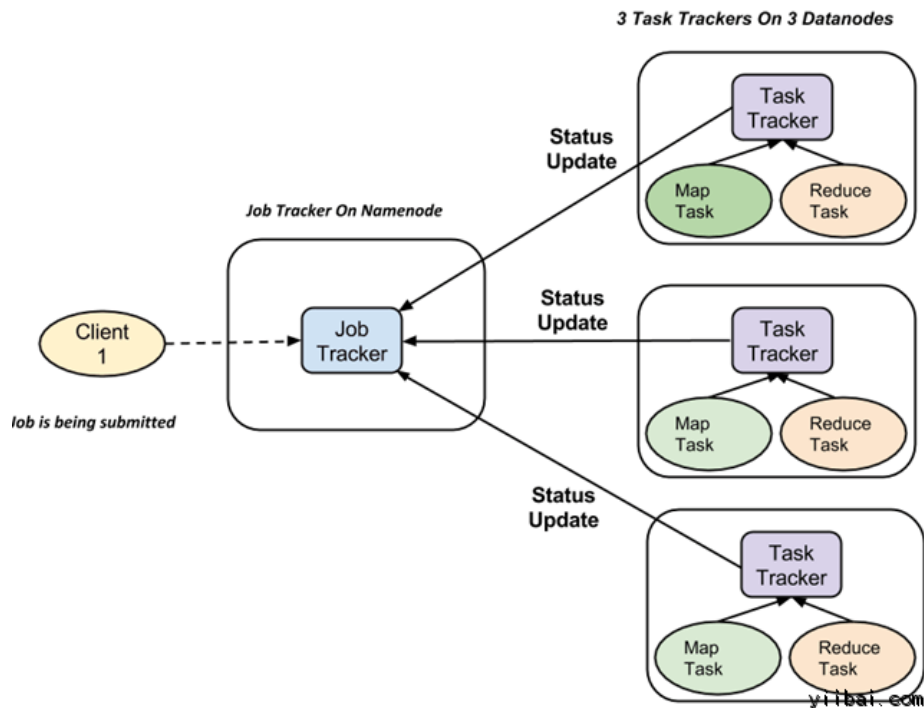 3 Task Trackers On 3 Datanodes
Task
Tracker
Status
Update
Map
Task
Reduce
Task
Job Tracker On Namenode
Status
Update
Task
Tracker
Client
1
Job
Tracker
Job is being submitted
Map
Task
Reduce
Task
Status
Update
Task
Tracker
Map
Task
Reduce
Task
yiibai.com